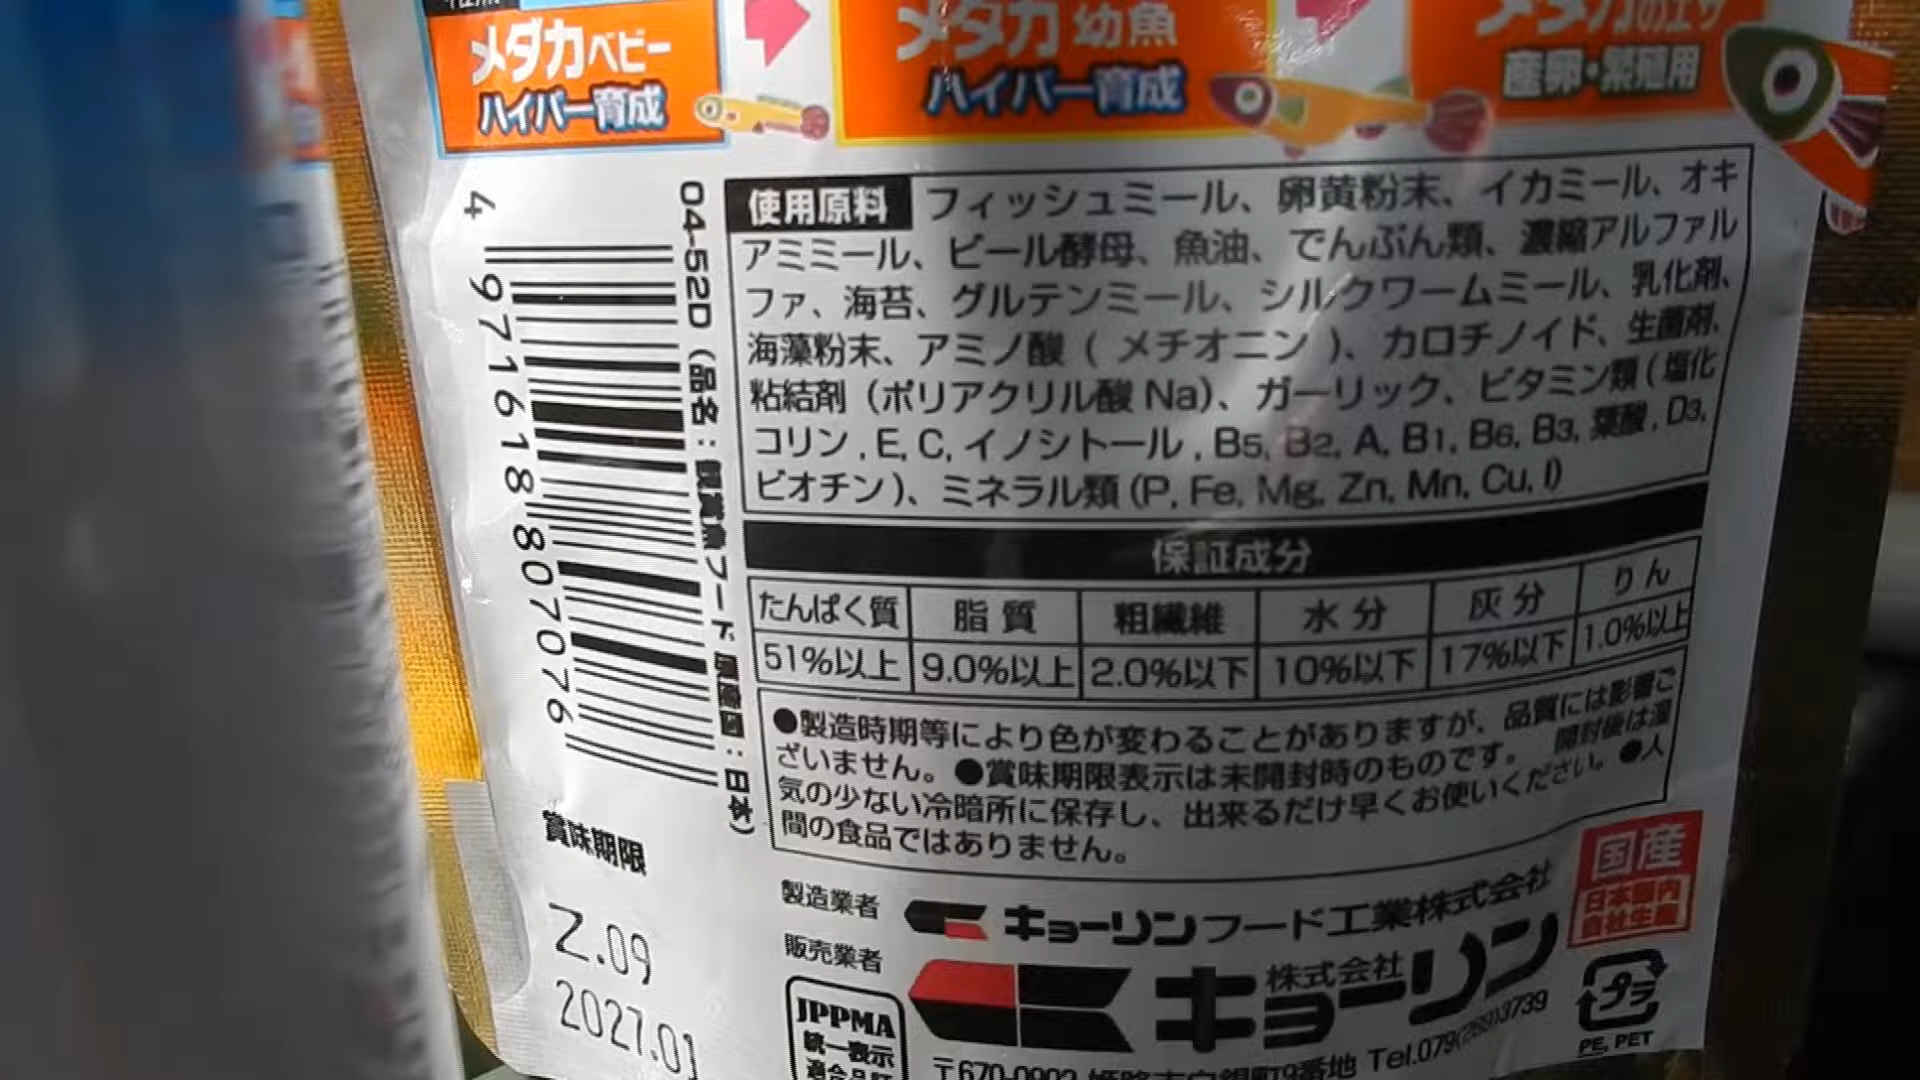 メダカベビー
ハイパー育成
メダカ 幼魚
ハイパー育成
メダカのエサ
産卵・繁殖用
使用原料 フィッシュミール、卵黄粉末、イカミール、オキ
アミミール、ビール酵母、魚油、でんぷん類、濃縮アルファル
ファ、海苔、グルテンミール、シルクワームミール、乳化剤、
海藻粉末、アミノ酸 ( メチオニン )、カロチノイド、生菌剤、
粘結剤 (ポリアクリル酸 Na)、ガーリック、ビタミン類 ( 塩化
コリン , E, C, イノシトール , B5, B2, A, B1, B6, B3, 葉酸 , D3,
ビオチン )、ミネラル類 (P, Fe, Mg, Zn, Mn, Cu, I)
保証成分
たんぱく質 脂質 粗繊維 水分 灰分 りん
51%以上 9.0%以上 2.0%以下 10%以下 17%以下 1.0%以上
●製造時期等により色が変わることがありますが、品質には影響ご
ざいません。●賞味期限表示は未開封時のものです。 開封後は湿
気の少ない冷暗所に保存し、出来るだけ早くお使いください。●人
間の食品ではありません。
04-52D (品名：観賞魚フード 原産国：日本)
4 971618 807076
賞味期限
Z.09
2027.01
製造業者 キョーリンフード工業株式会社
販売業者 株式会社 キョーリン
〒670-0902 姫路市白銀町9番地 Tel.079(289)3739
JPPMA
統一表示
国産
日本国内
自社生産
プラ
PE, PET